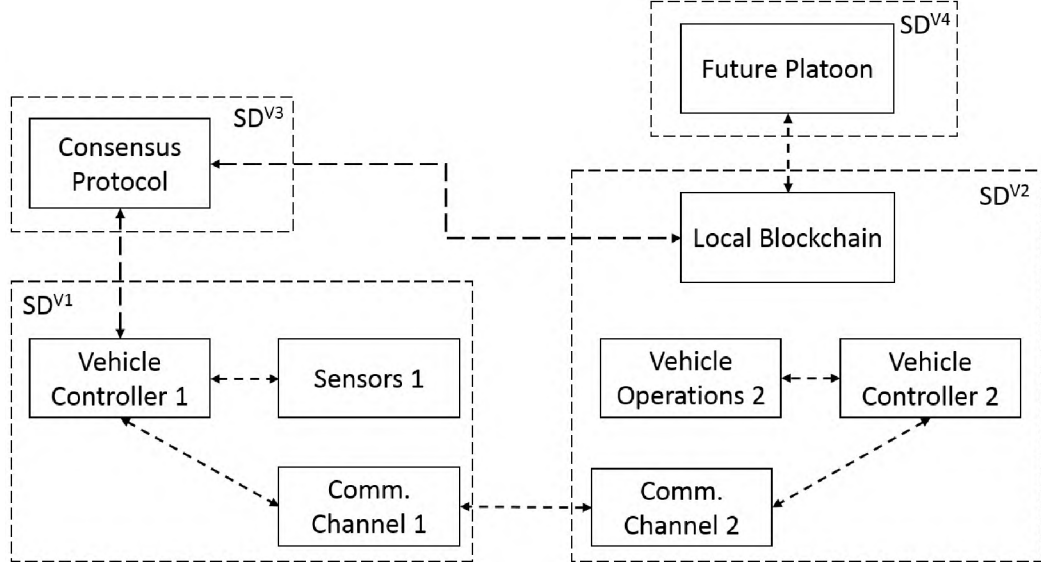 SD^V4
Future Platoon
SD^V3
Consensus
Protocol
SD^V2
Local Blockchain
SD^V1
Vehicle
Controller 1
Sensors 1
Vehicle
Operations 2
Vehicle
Controller 2
Comm.
Channel 1
Comm.
Channel 2